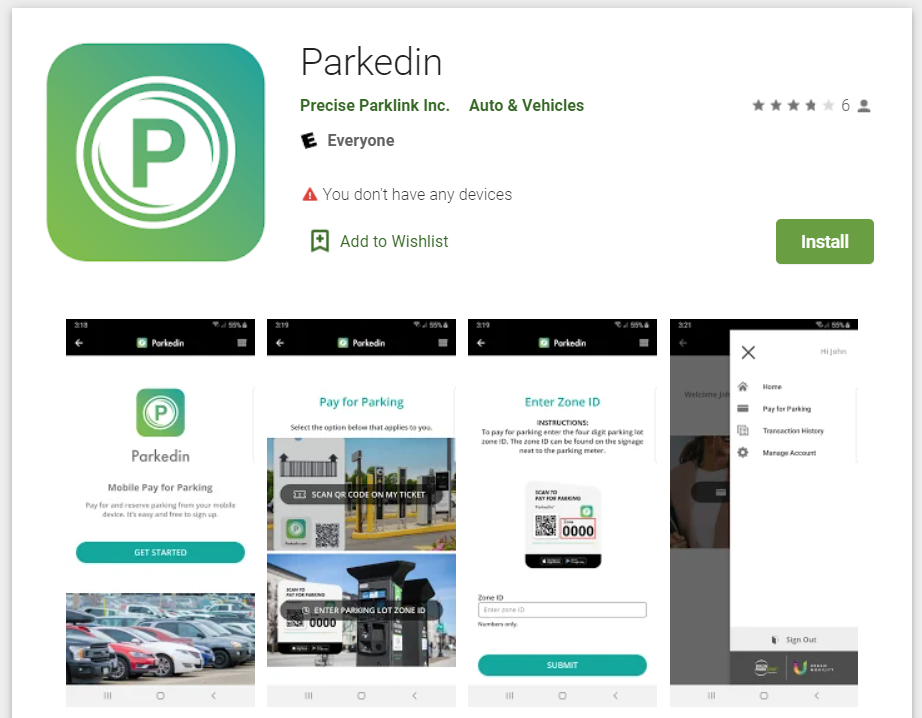 Parkedin
Precise Parklink Inc. Auto & Vehicles
6
E Everyone
You don't have any devices
Add to Wishlist
Install
3:18 55%
Parkedin
P
Parkedin
Mobile Pay for Parking
Pay for and reserve parking from your mobile
device. It's easy and free to sign up.
GET STARTED
3:19 55%
Parkedin
Pay for Parking
Select the option below that applies to you.
SCAN QR CODE ON MY TICKET
SCAN TO
PAY FOR PARKING
ENTER PARKING LOT ZONE ID
0000
3:19 55%
Parkedin
Enter Zone ID
INSTRUCTIONS:
To pay for parking enter the four digit parking lot
zone ID. The zone ID can be found on the signage
next to the parking meter.
SCAN TO
PAY FOR PARKING
Parkedin
0000
Zone ID
Enter zone ID
Numbers only.
SUBMIT
3:21 55%
Welcome
Hi John
Home
Pay for Parking
Transaction History
Manage Account
Sign Out